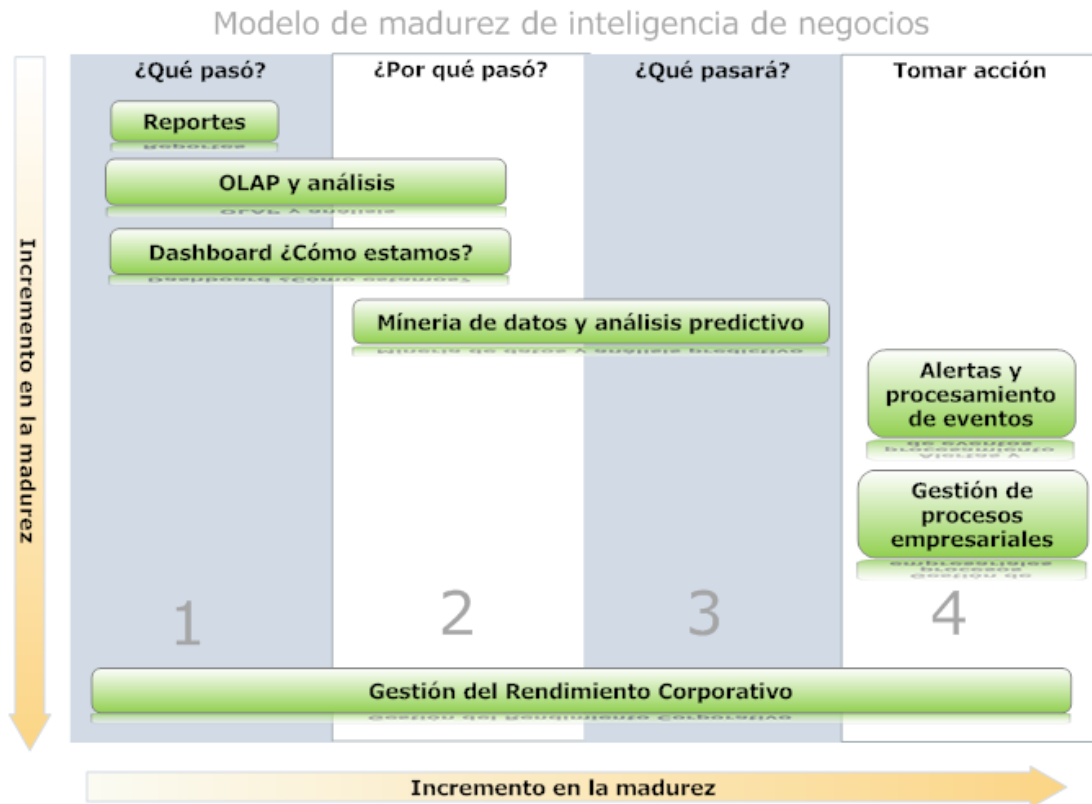 Modelo de madurez de inteligencia de negocios
¿Qué pasó?
¿Por qué pasó?
¿Qué pasará?
Tomar acción
Reportes
OLAP y análisis
Dashboard ¿Cómo estamos?
Míneria de datos y análisis predictivo
Alertas y
procesamiento
de eventos
Gestión de
procesos
empresariales
1
2
3
4
Gestión del Rendimiento Corporativo
Incremento en la madurez
Incremento en la madurez